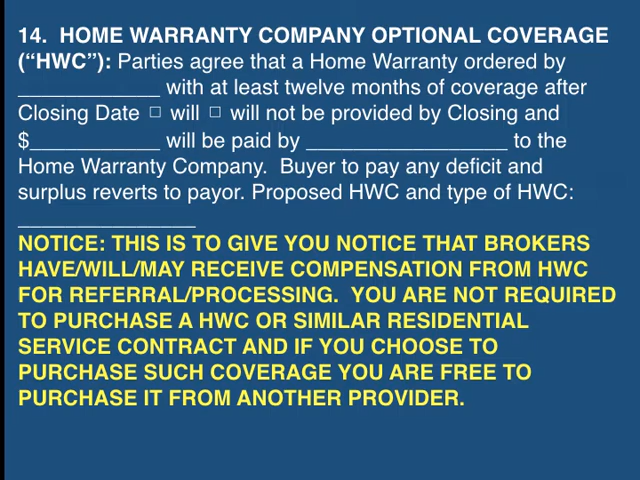 14.  HOME WARRANTY COMPANY OPTIONAL COVERAGE
(“HWC”): Parties agree that a Home Warranty ordered by
_____________ with at least twelve months of coverage after
Closing Date □ will □ will not be provided by Closing and
$____________ will be paid by ___________________ to the
Home Warranty Company.  Buyer to pay any deficit and
surplus reverts to payor. Proposed HWC and type of HWC:
________________
NOTICE: THIS IS TO GIVE YOU NOTICE THAT BROKERS
HAVE/WILL/MAY RECEIVE COMPENSATION FROM HWC
FOR REFERRAL/PROCESSING.  YOU ARE NOT REQUIRED
TO PURCHASE A HWC OR SIMILAR RESIDENTIAL
SERVICE CONTRACT AND IF YOU CHOOSE TO
PURCHASE SUCH COVERAGE YOU ARE FREE TO
PURCHASE IT FROM ANOTHER PROVIDER.